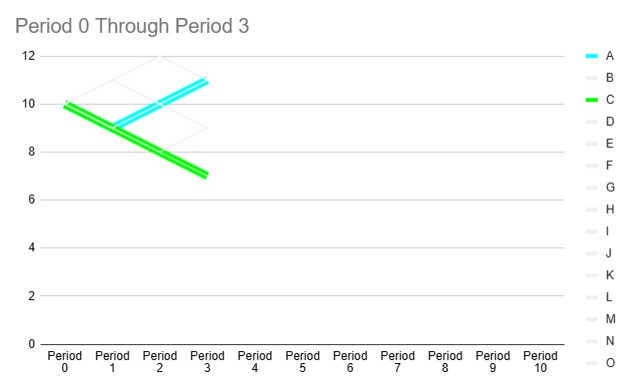 Period 0 Through Period 3
12
10
8
6
4
2
0
Period 0
Period 1
Period 2
Period 3
Period 4
Period 5
Period 6
Period 7
Period 8
Period 9
Period 10
A
B
C
D
E
F
G
H
I
J
K
L
M
N
O